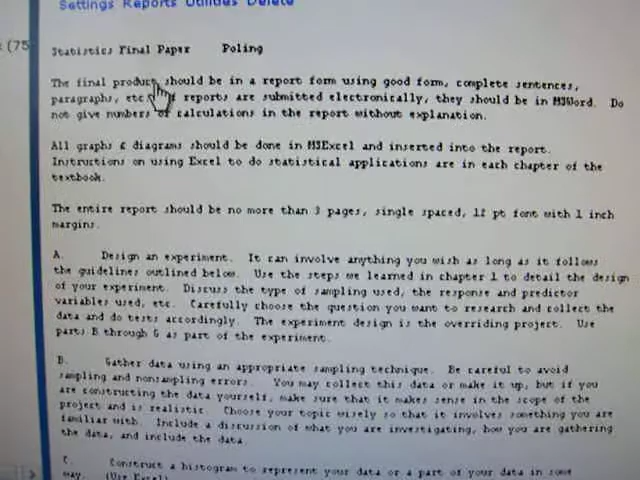 Settings Reports Utilities Delete
(75
Statistics Final Paper Poling
The final product should be in a report form using good form, complete sentences,
paragraphs, etc. If reports are submitted electronically, they should be in MSWord. Do
not give numbers or calculations in the report without explanation.
All graphs & diagrams should be done in MSExcel and inserted into the report.
Instructions on using Excel to do statistical applications are in each chapter of the
textbook.
The entire report should be no more than 3 pages, single spaced, 12 pt font with 1 inch
margins.
A. Design an experiment. It can involve anything you wish as long as it follows
the guidelines outlined below. Use the steps we learned in chapter 1 to detail the design
of your experiment. Discuss the type of sampling used, the response and predictor
variables used, etc. Carefully choose the question you want to research and collect the
data and do tests accordingly. The experiment design is the overriding project. Use
parts B through G as part of the experiment.
B. Gather data using an appropriate sampling technique. Be careful to avoid
sampling and nonsampling errors. You may collect this data or make it up, but if you
are constructing the data yourself, make sure that it makes sense in the scope of the
project and is realistic. Choose your topic wisely so that it involves something you are
familiar with. Include a discussion of what you are investigating, how you are gathering
the data, and include the data
C. Construct a histogram to represent your data or a part of your data in some
way. (Use Excel)